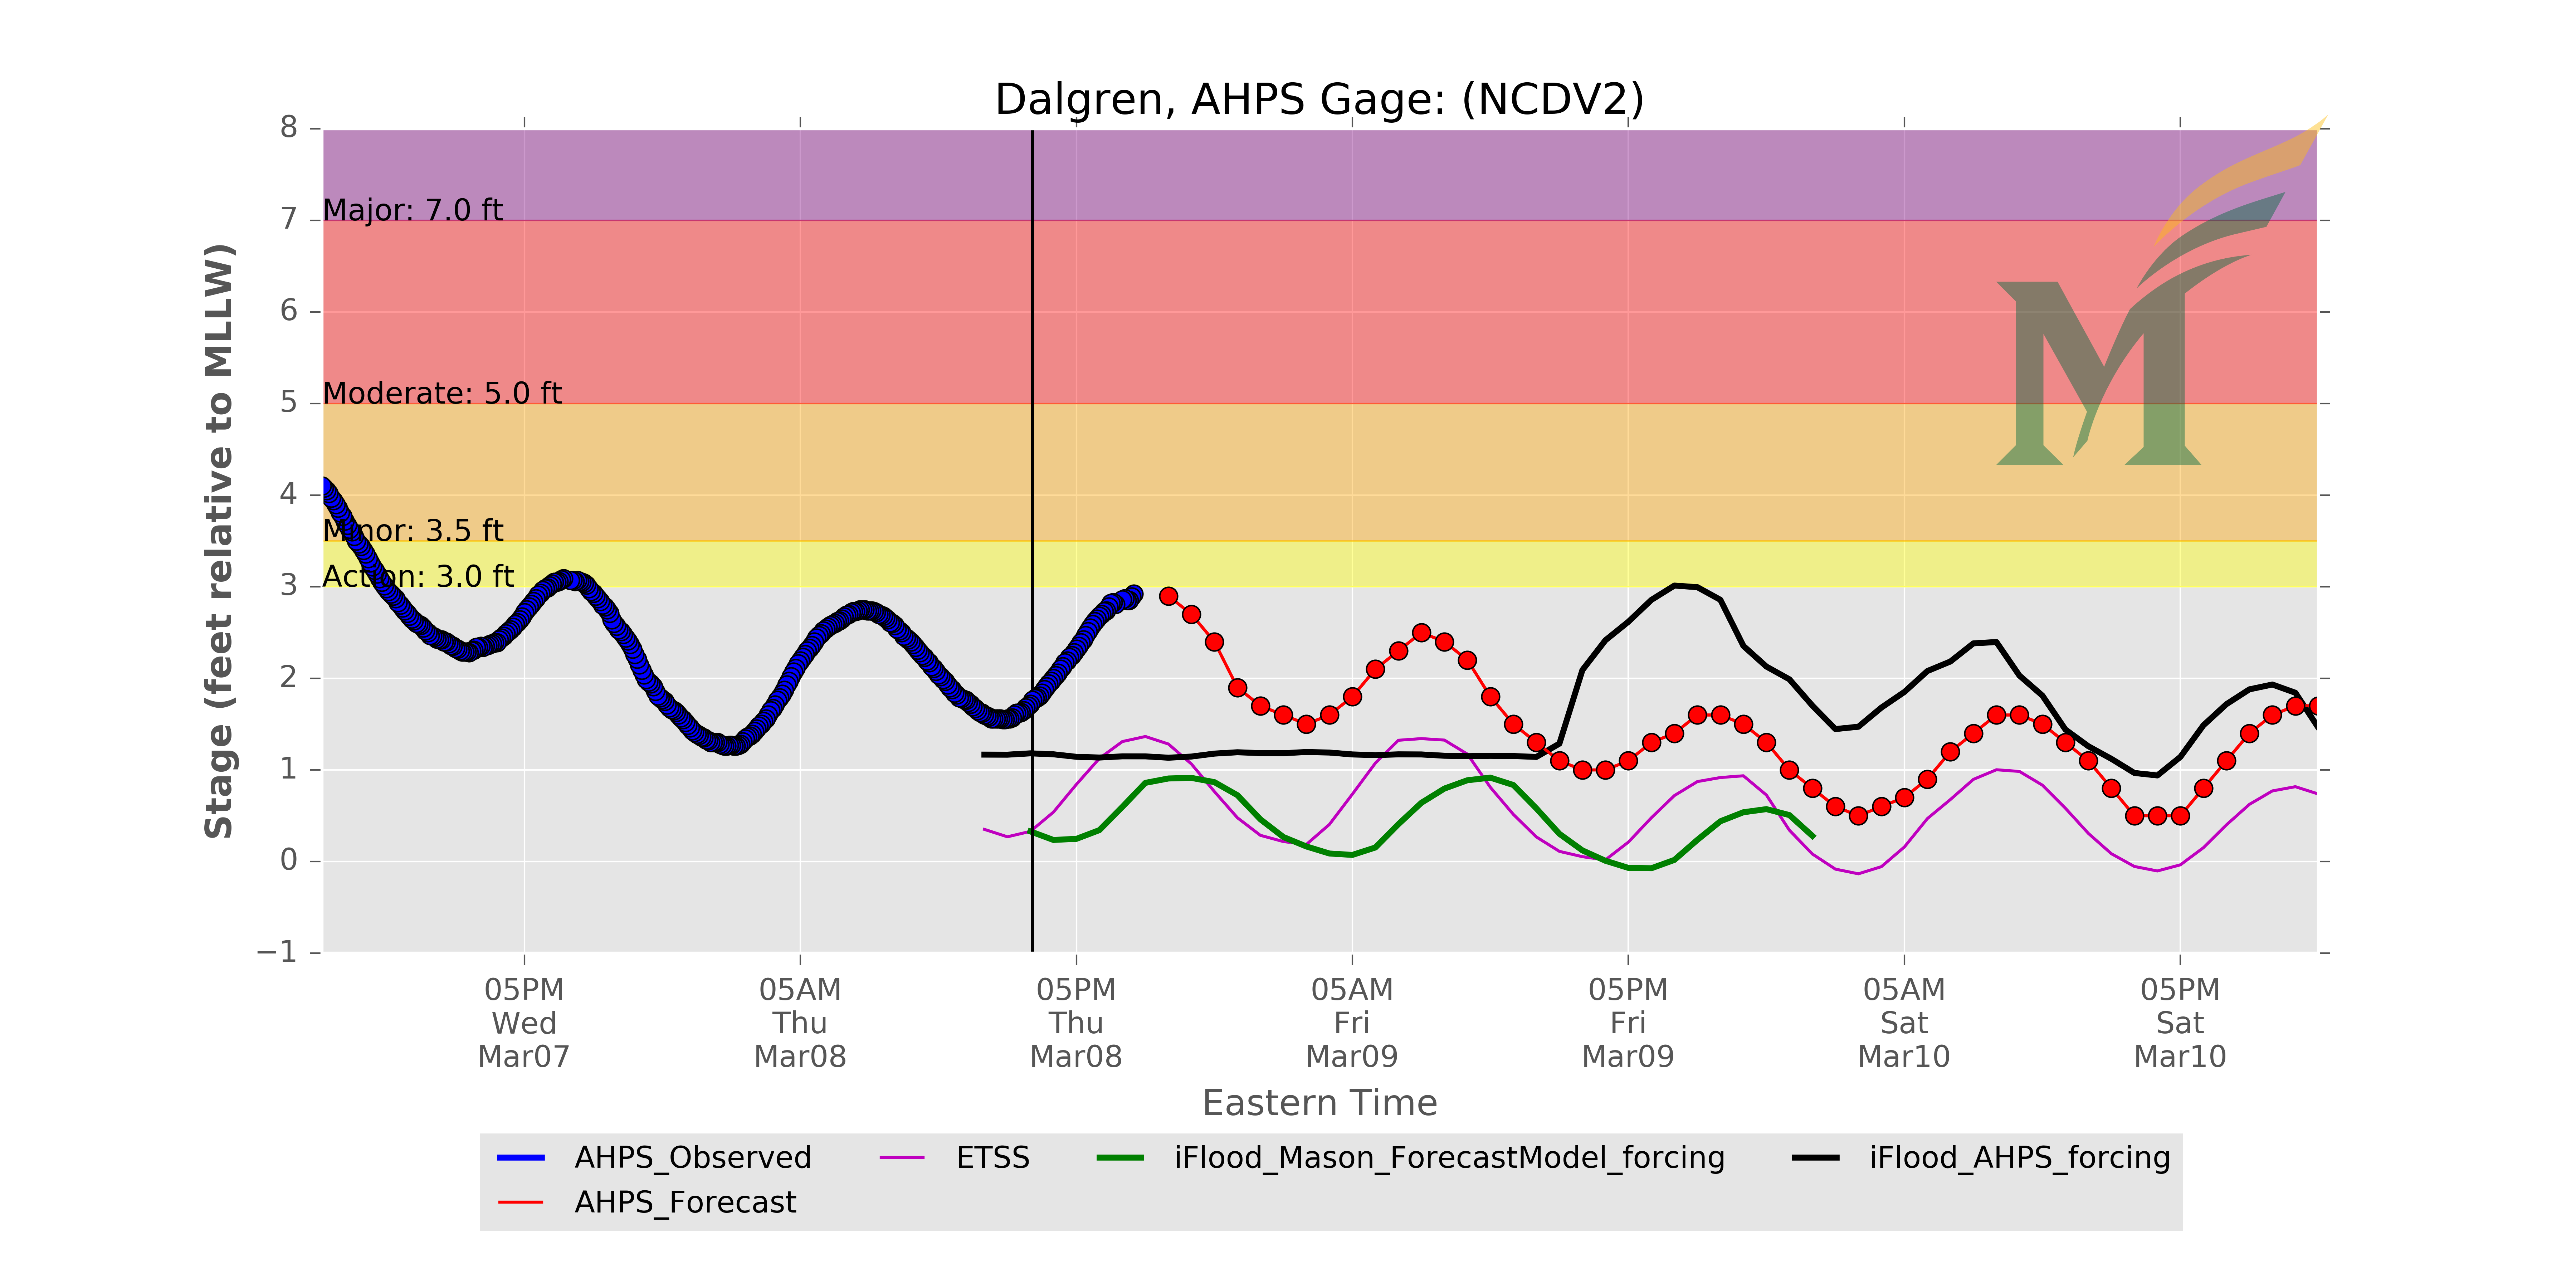 Dalgren, AHPS Gage: (NCDV2)
8
7
6
5
4
3
2
1
0
−1
Stage (feet relative to MLLW)
Major: 7.0 ft
Moderate: 5.0 ft
Minor: 3.5 ft
Action: 3.0 ft
M
05PM
Wed
Mar07
05AM
Thu
Mar08
05PM
Thu
Mar08
05AM
Fri
Mar09
05PM
Fri
Mar09
05AM
Sat
Mar10
05PM
Sat
Mar10
Eastern Time
AHPS_Observed
AHPS_Forecast
ETSS
iFlood_Mason_ForecastModel_forcing
iFlood_AHPS_forcing